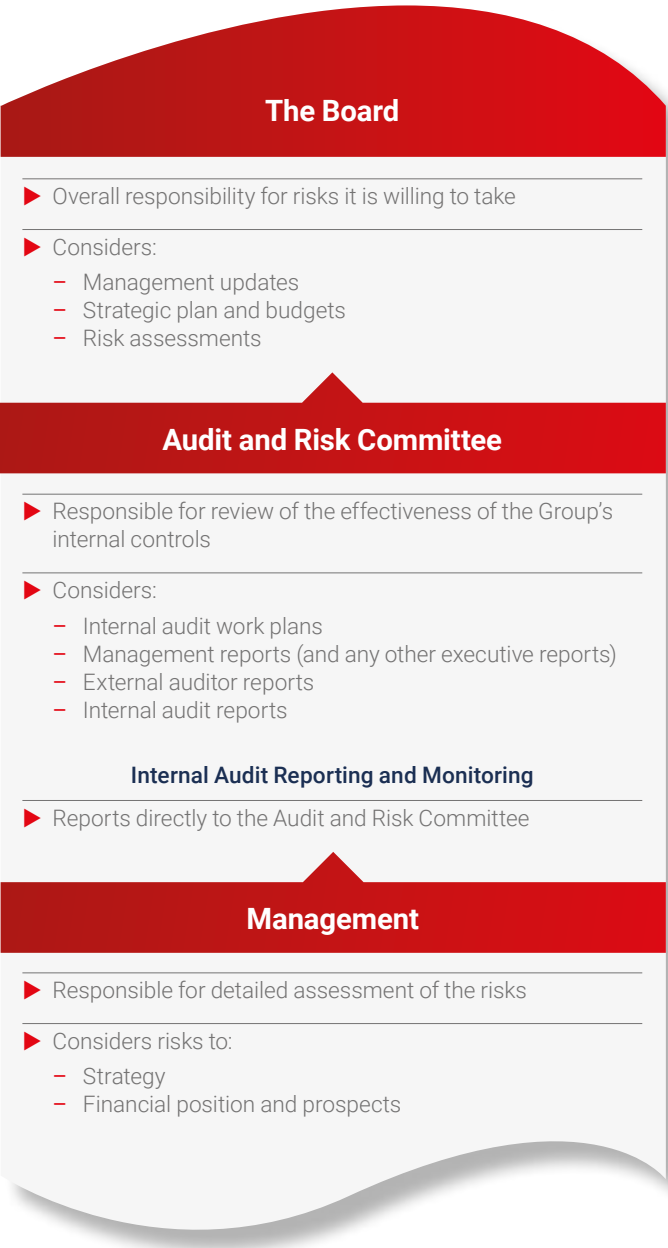 The Board
Overall responsibility for risks it is willing to take
Considers:
– Management updates
– Strategic plan and budgets
– Risk assessments
Audit and Risk Committee
Responsible for review of the effectiveness of the Group’s
internal controls
Considers:
– Internal audit work plans
– Management reports (and any other executive reports)
– External auditor reports
– Internal audit reports
Internal Audit Reporting and Monitoring
Reports directly to the Audit and Risk Committee
Management
Responsible for detailed assessment of the risks
Considers risks to:
– Strategy
– Financial position and prospects